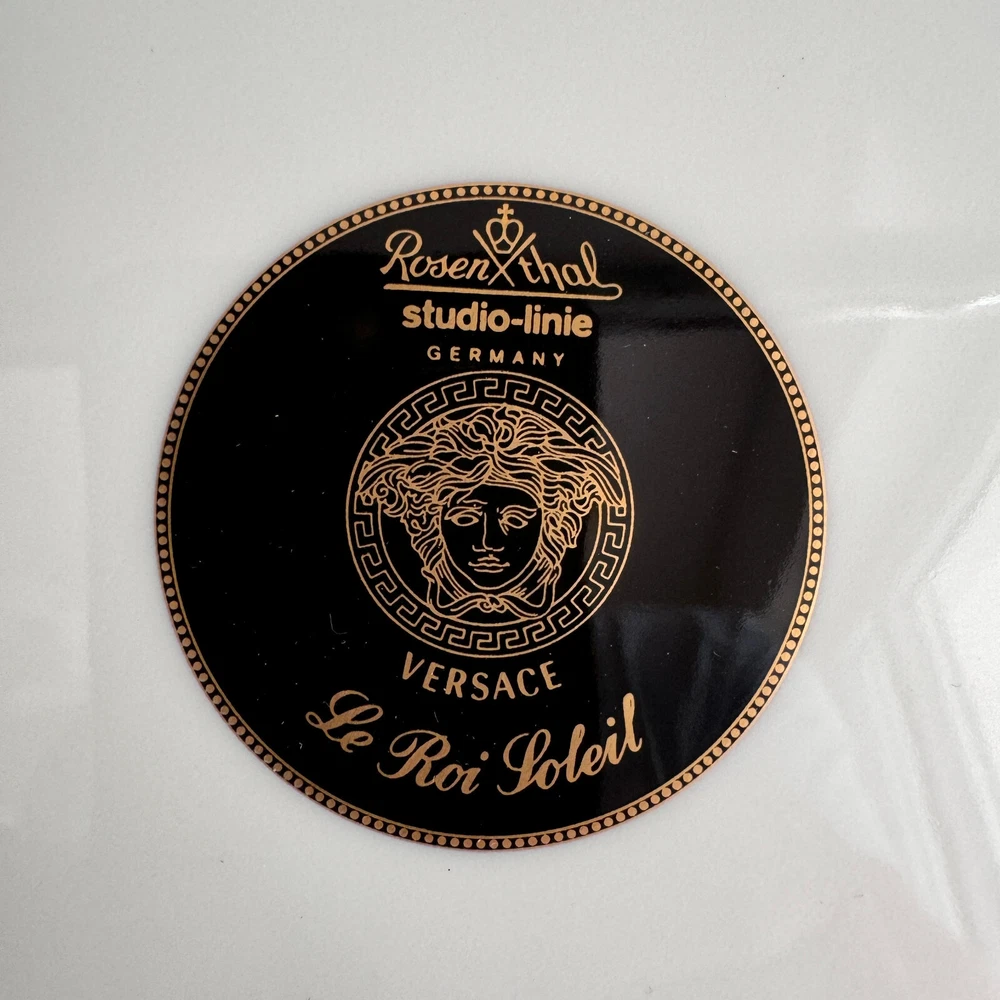 Rosenthal
studio-linie
GERMANY
VERSACE
Le Roi Soleil